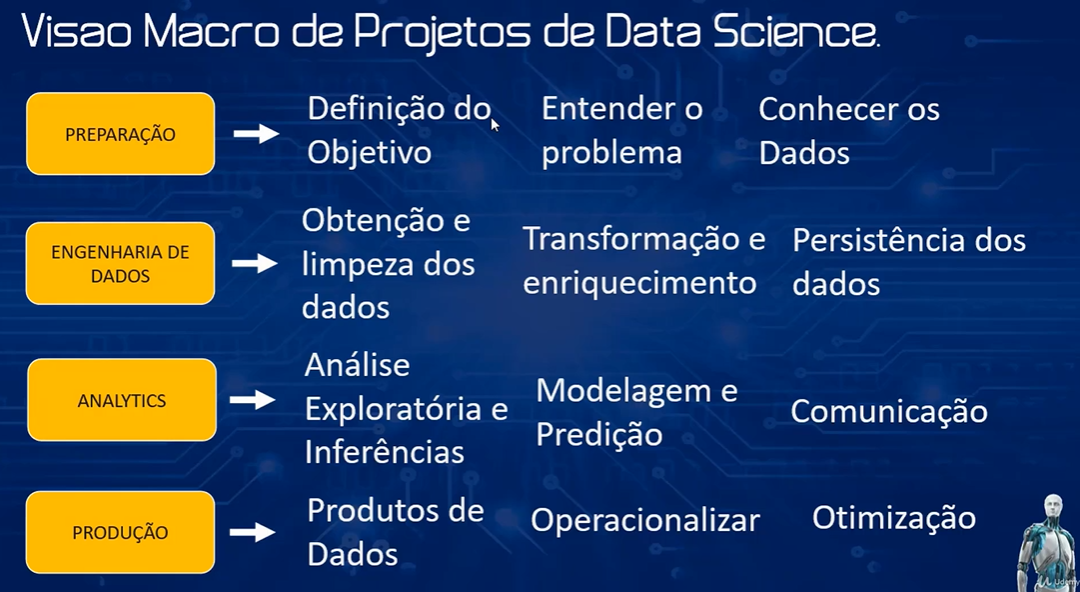 Visao Macro de Projetos de Data Science.
PREPARAÇÃO
Definição do
Objetivo
Entender o
problema
Conhecer os
Dados
ENGENHARIA DE
DADOS
Obtenção e
limpeza dos
dados
Transformação e
enriquecimento
Persistência dos
dados
ANALYTICS
Análise
Exploratória e
Inferências
Modelagem e
Predição
Comunicação
PRODUÇÃO
Produtos de
Dados
Operacionalizar
Otimização
Udemy